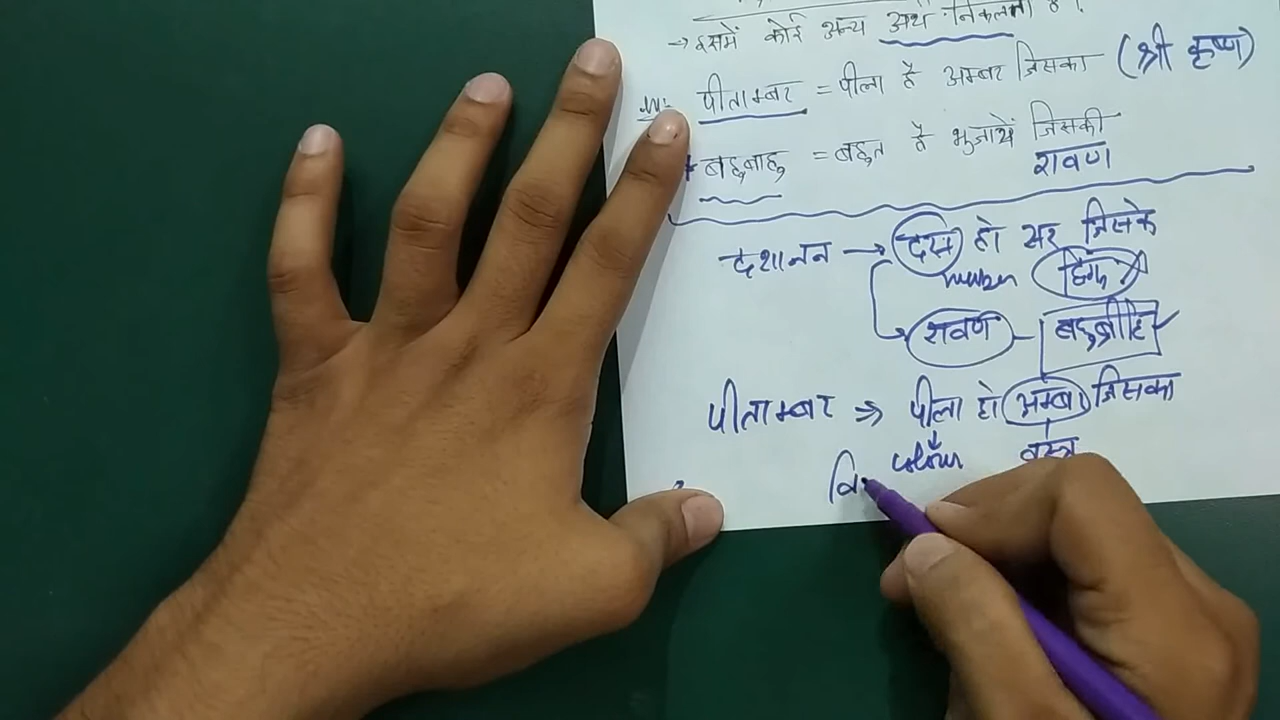 → इसमें कोई अन्य अर्थ निकलता है।
पीताम्बर = पीला है अम्बर जिसका (श्री कृष्ण)
* बहुबाहु = बहुत है भुजायें जिसकी
रावण
दशानन → दस हो सर जिसके
number द्विगु
रावण - बहुब्रीहि
पीताम्बर ⇒ पीला हो अम्बर जिसका
colour वस्त्र
वि